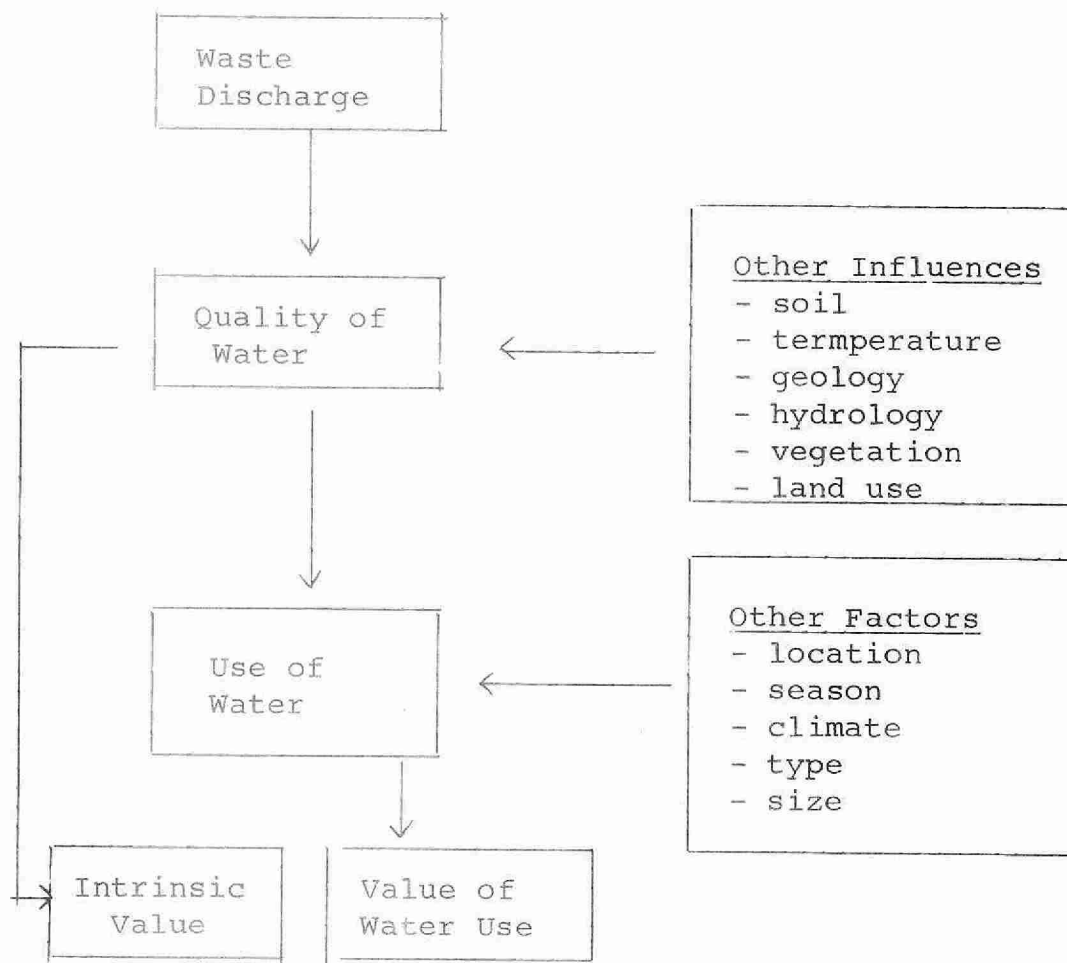 Waste
Discharge
Quality of
Water
Other Influences
- soil
- termperature
- geology
- hydrology
- vegetation
- land use
Use of
Water
Other Factors
- location
- season
- climate
- type
- size
Intrinsic
Value
Value of
Water Use